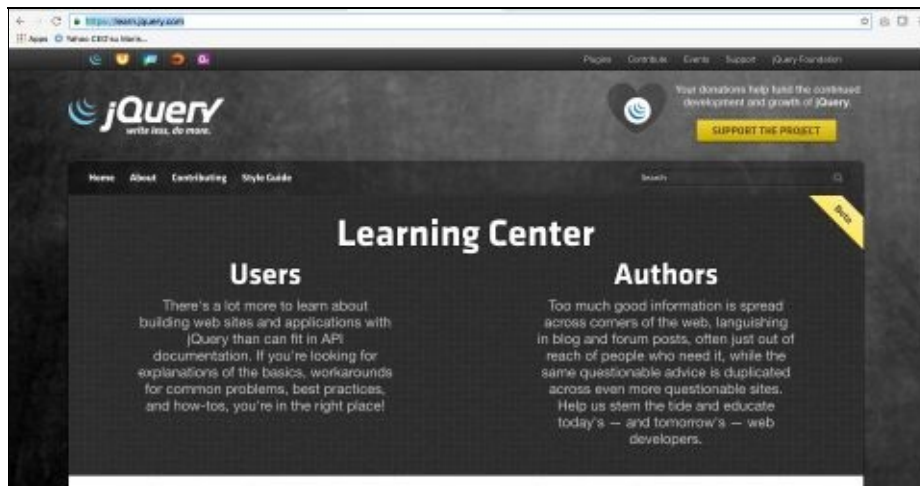 https://learn.jquery.com
Apps Yahoo CEO'su Maris...
Plugins Contribute Events Support jQuery Foundation
jQuery
write less, do more.
Your donations help fund the continued
development and growth of jQuery.
SUPPORT THE PROJECT
Home About Contributing Style Guide
Search
Beta
Learning Center
Users
There's a lot more to learn about
building web sites and applications with
jQuery than can fit in API
documentation. If you're looking for
explanations of the basics, workarounds
for common problems, best practices,
and how-tos, you're in the right place!
Authors
Too much good information is spread
across corners of the web, languishing
in blog and forum posts, often just out of
reach of people who need it, while the
same questionable advice is duplicated
across even more questionable sites.
Help us stem the tide and educate
today's — and tomorrow's — web
developers.